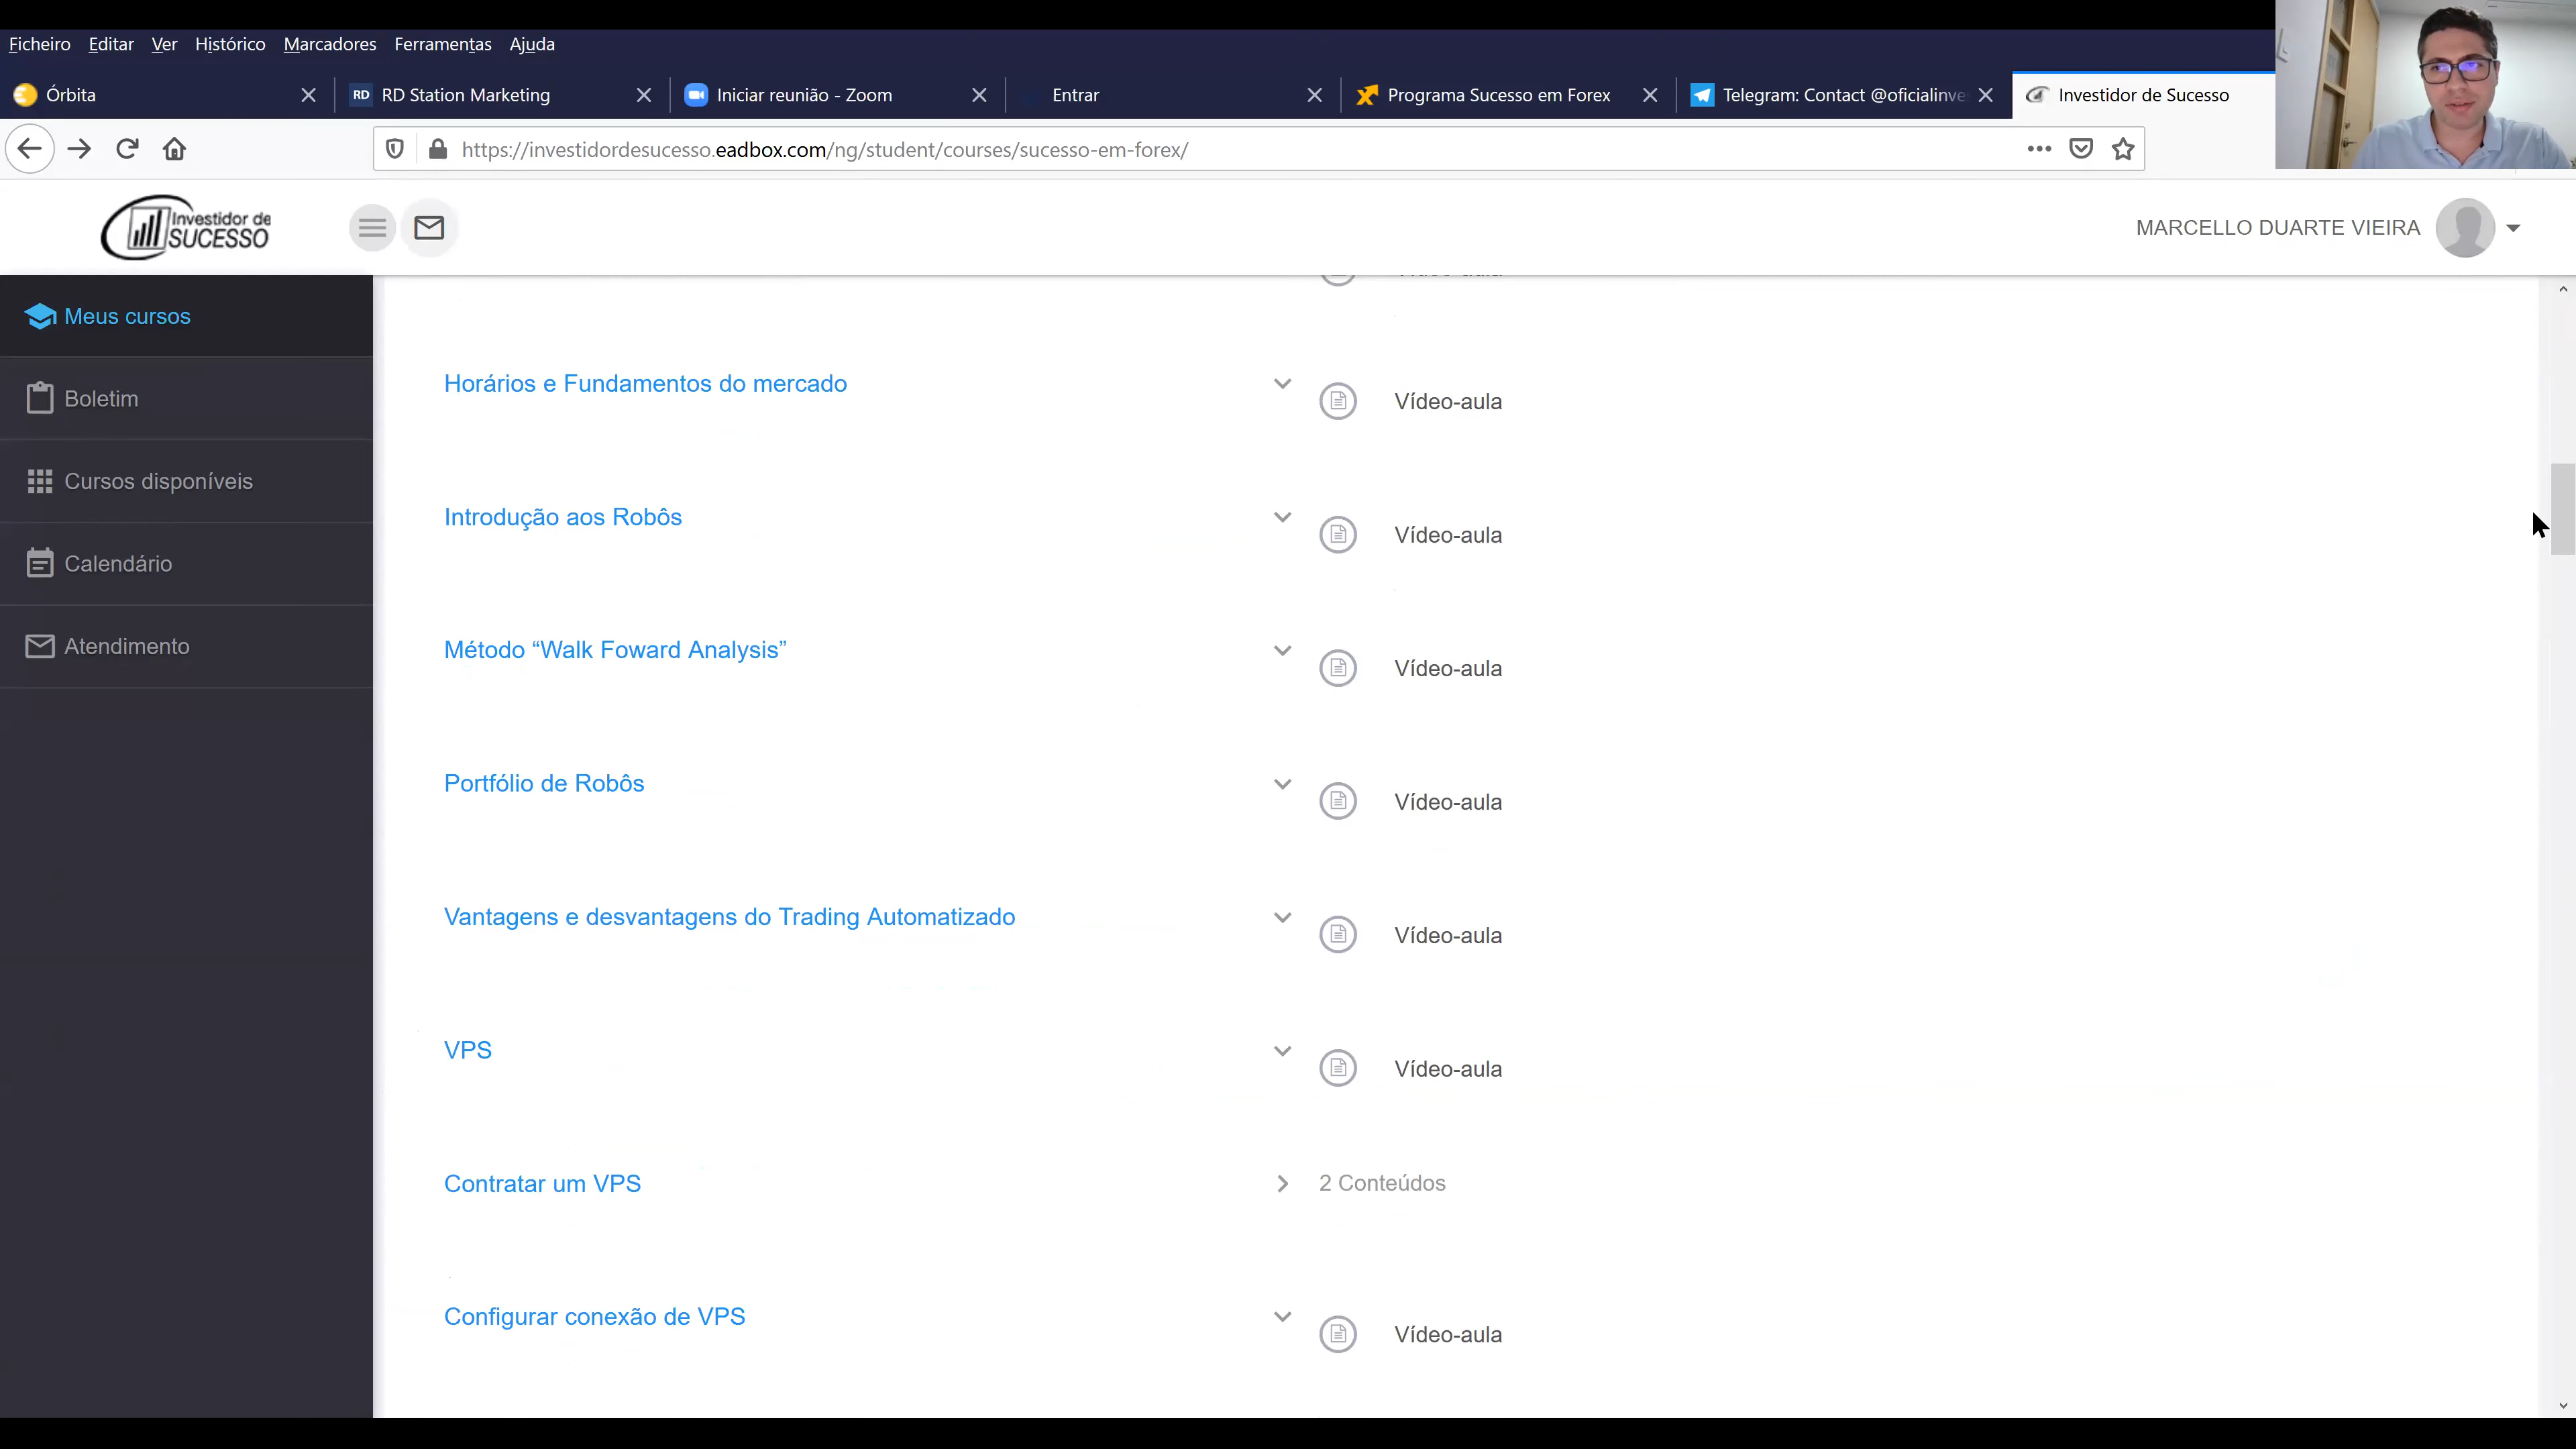 Ficheiro Editar Ver Histórico Marcadores Ferramentas Ajuda
Órbita
RD RD Station Marketing
Iniciar reunião - Zoom
Entrar
Programa Sucesso em Forex
Telegram: Contact @oficialinve
Investidor de Sucesso
https://investidordesucesso.eadbox.com/ng/student/courses/sucesso-em-forex/
Investidor de
SUCESSO
MARCELLO DUARTE VIEIRA
Meus cursos
Boletim
Cursos disponíveis
Calendário
Atendimento
Horários e Fundamentos do mercado
Vídeo-aula
Introdução aos Robôs
Vídeo-aula
Método “Walk Foward Analysis”
Vídeo-aula
Portfólio de Robôs
Vídeo-aula
Vantagens e desvantagens do Trading Automatizado
Vídeo-aula
VPS
Vídeo-aula
Contratar um VPS
2 Conteúdos
Configurar conexão de VPS
Vídeo-aula